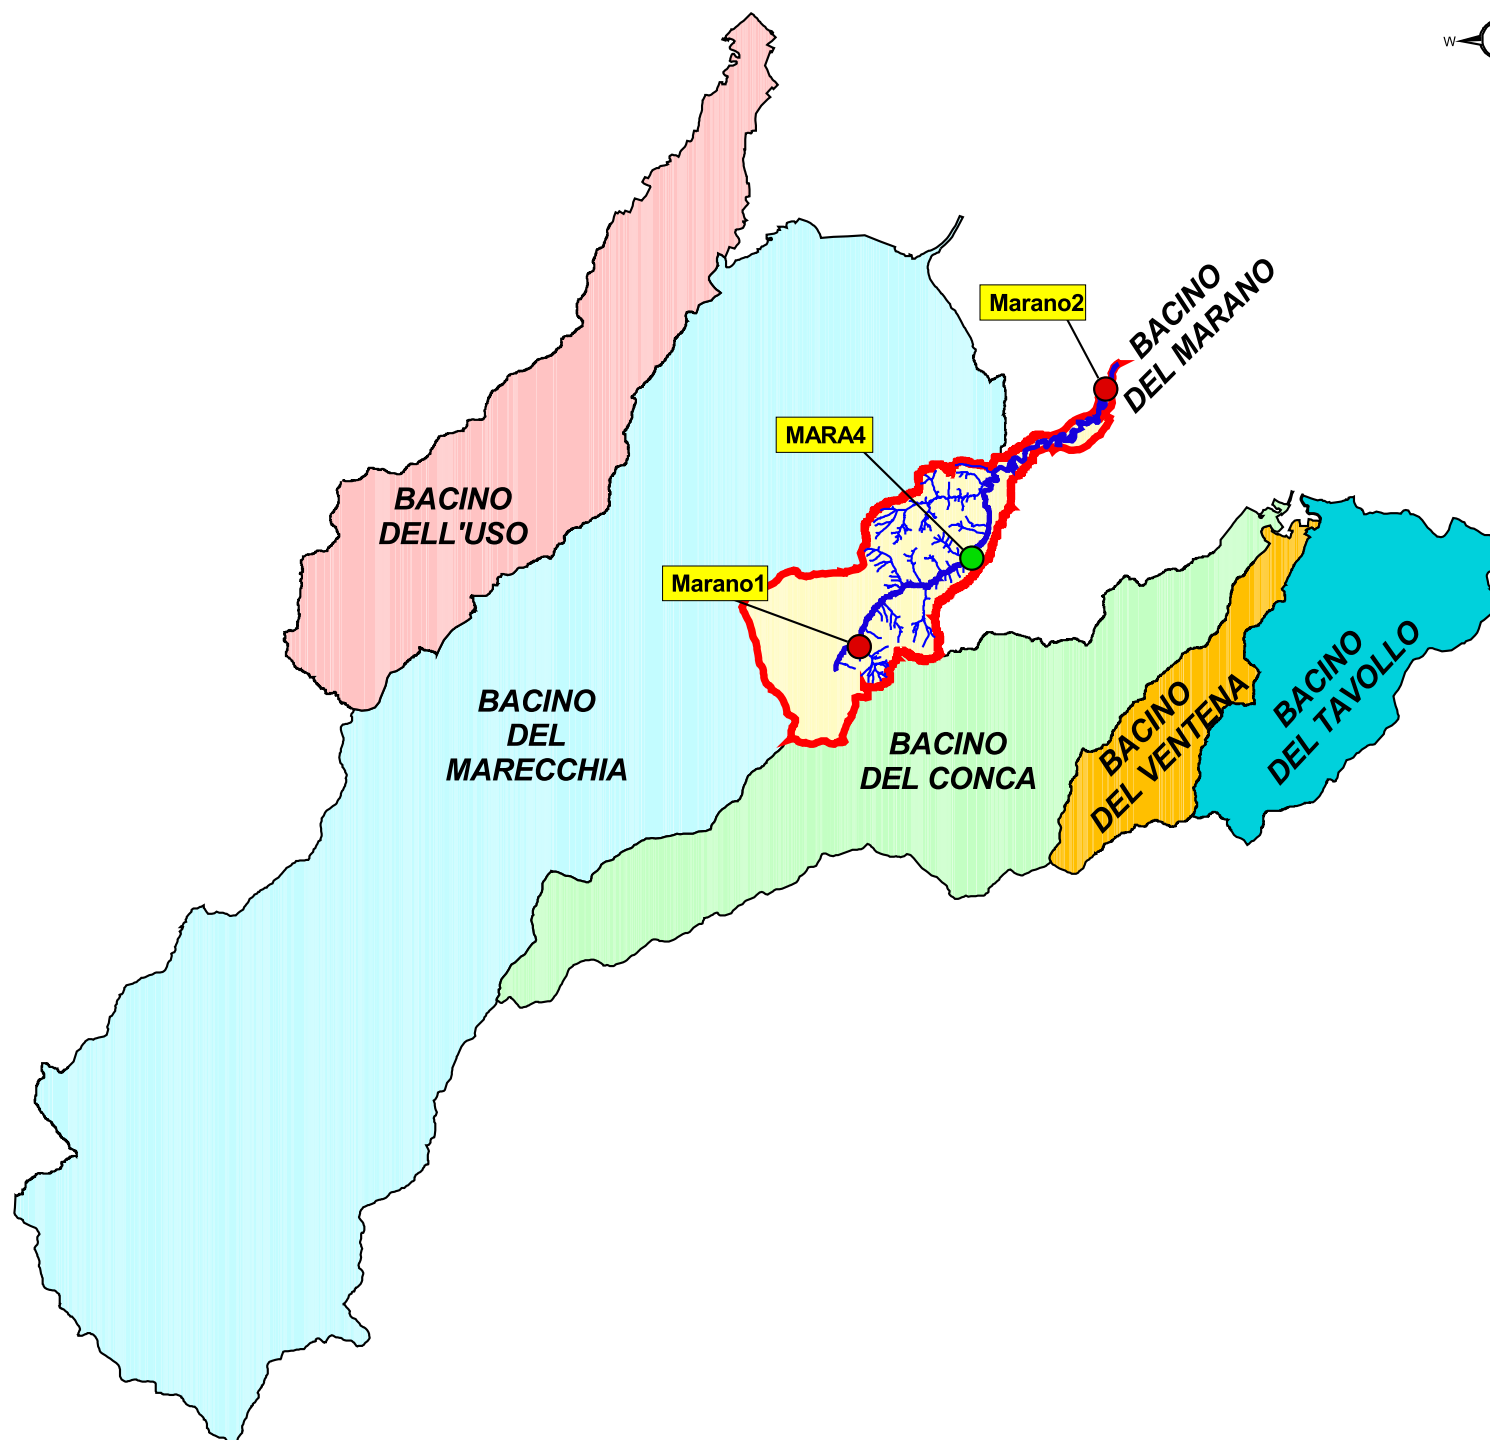 W
BACINO
DEL MARANO
Marano2
MARA4
BACINO
DELL'USO
Marano1
BACINO
DEL
MARECCHIA
BACINO
DEL CONCA
BACINO
DEL VENTENA
BACINO
DEL TAVOLLO